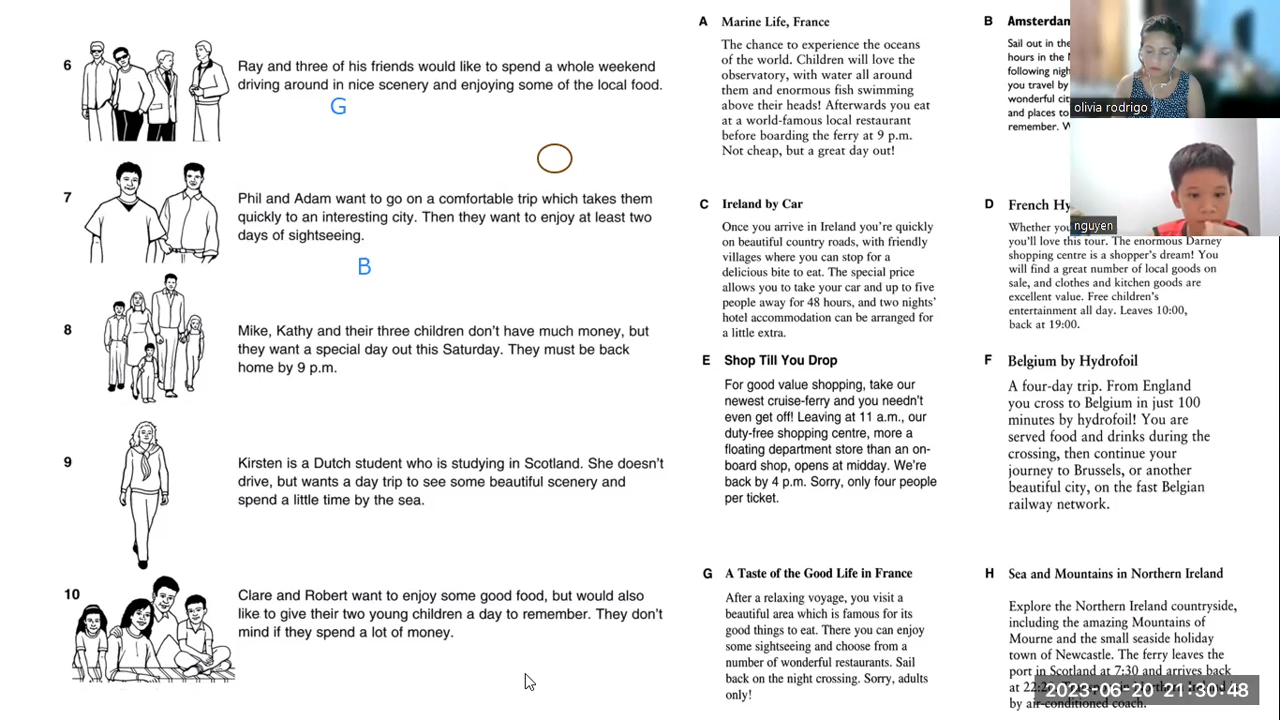 6
Ray and three of his friends would like to spend a whole weekend
driving around in nice scenery and enjoying some of the local food.
G
7
Phil and Adam want to go on a comfortable trip which takes them
quickly to an interesting city. Then they want to enjoy at least two
days of sightseeing.
B
8
Mike, Kathy and their three children don't have much money, but
they want a special day out this Saturday. They must be back
home by 9 p.m.
9
Kirsten is a Dutch student who is studying in Scotland. She doesn't
drive, but wants a day trip to see some beautiful scenery and
spend a little time by the sea.
10
Clare and Robert want to enjoy some good food, but would also
like to give their two young children a day to remember. They don't
mind if they spend a lot of money.
A Marine Life, France
The chance to experience the oceans
of the world. Children will love the
observatory, with water all around
them and enormous fish swimming
above their heads! Afterwards you eat
at a world-famous local restaurant
before boarding the ferry at 9 p.m.
Not cheap, but a great day out!
B
Sail out in the
hours in the
following
you travel by
wonderful
and places to
remember.
C Ireland by Car
Once you arrive in Ireland you're quickly
on beautiful country roads, with friendly
villages where you can stop for a
delicious bite to eat. The special price
allows you to take your car and up to five
people away for 48 hours, and two nights'
hotel accommodation can be arranged for
a little extra.
D French
Whether
you'll love this tour. The enormous Darney
shopping centre is a shopper's dream! You
will find a great number of local goods on
sale, and clothes and kitchen goods are
excellent value. Free children's
entertainment all day. Leaves 10:00,
back at 19:00.
E Shop Till You Drop
For good value shopping, take our
newest cruise-ferry and you needn't
even get off! Leaving at 11 a.m., our
duty-free shopping centre, more a
floating department store than an on-
board shop, opens at midday. We're
back by 4 p.m. Sorry, only four people
per ticket.
F Belgium by Hydrofoil
A four-day trip. From England
you cross to Belgium in just 100
minutes by hydrofoil! You are
served food and drinks during the
crossing, then continue your
journey to Brussels, or another
beautiful city, on the fast Belgian
railway network.
G A Taste of the Good Life in France
After a relaxing voyage, you visit a
beautiful area which is famous for its
good things to eat. There you can enjoy
some sightseeing and choose from a
number of wonderful restaurants. Sail
back on the night crossing. Sorry, adults
only!
H Sea and Mountains in Northern Ireland
Explore the Northern Ireland countryside,
including the amazing Mountains of
Mourne and the small seaside holiday
town of Newcastle. The ferry leaves the
port in Scotland at 7:30 and arrives back
at
by air-conditioned coach.
olivia rodrigo
nguyen
2023-06-20 21:30:48